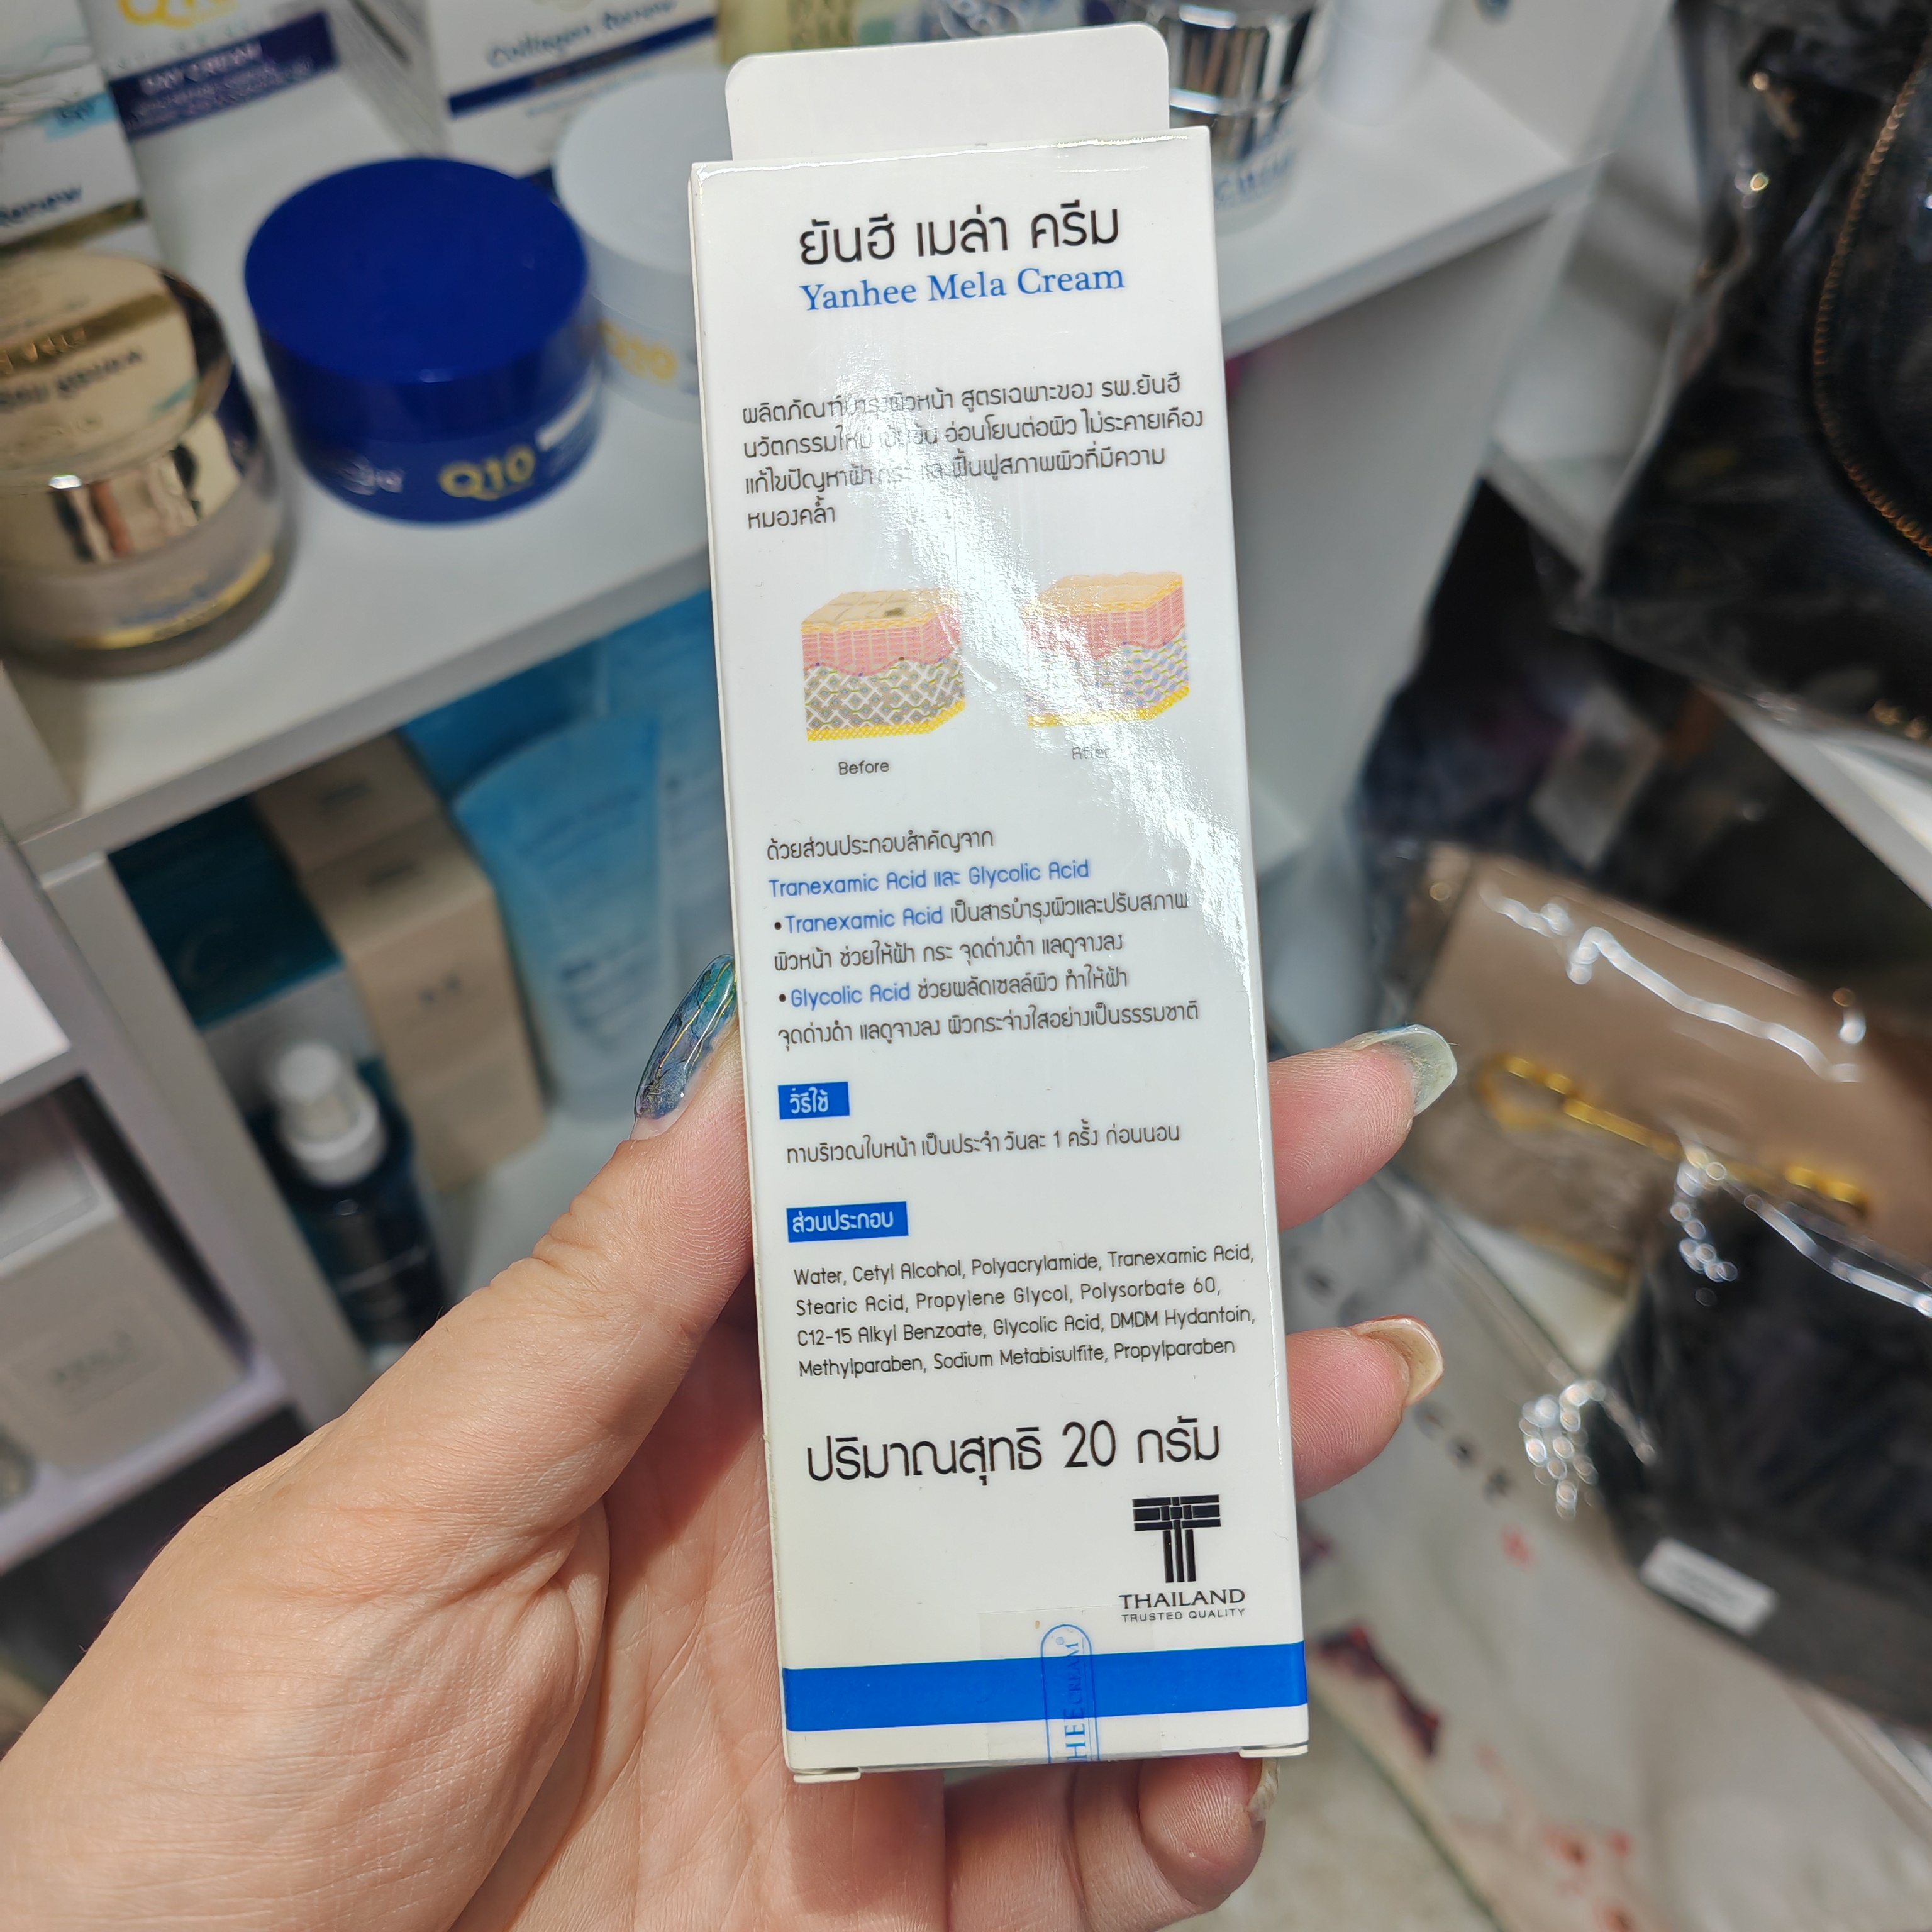 ยันฮี เมล่า ครีม
Yanhee Mela Cream
ผลิตภัณฑ์บำรุงผิวหน้า สูตรเฉพาะของ รพ.ยันฮี
นวัตกรรมใหม่ เข้มข้น อ่อนโยนต่อผิว ไม่ระคายเคือง
แก้ไขปัญหาฝ้า กระ และฟื้นฟูสภาพผิวที่มีความ
หมองคล้ำ
Before
After
ด้วยส่วนประกอบสำคัญจาก
Tranexamic Acid และ Glycolic Acid
•Tranexamic Acid เป็นสารบำรุงผิวและปรับสภาพ
ผิวหน้า ช่วยให้ฝ้า กระ จุดด่างดำ แลดูจางลง
•Glycolic Acid ช่วยผลัดเซลล์ผิว ทำให้ฝ้า
จุดด่างดำ แลดูจางลง ผิวกระจ่างใสอย่างเป็นธรรมชาติ
วิธีใช้
ทาบริเวณใบหน้า เป็นประจำ วันละ 1 ครั้ง ก่อนนอน
ส่วนประกอบ
Water, Cetyl Alcohol, Polyacrylamide, Tranexamic Acid,
Stearic Acid, Propylene Glycol, Polysorbate 60,
C12-15 Alkyl Benzoate, Glycolic Acid, DMDM Hydantoin,
Methylparaben, Sodium Metabisulfite, Propylparaben
ปริมาณสุทธิ 20 กรัม
THAILAND
TRUSTED QUALITY
HEE CREAM®
Q10
Collagen Renew
Q10